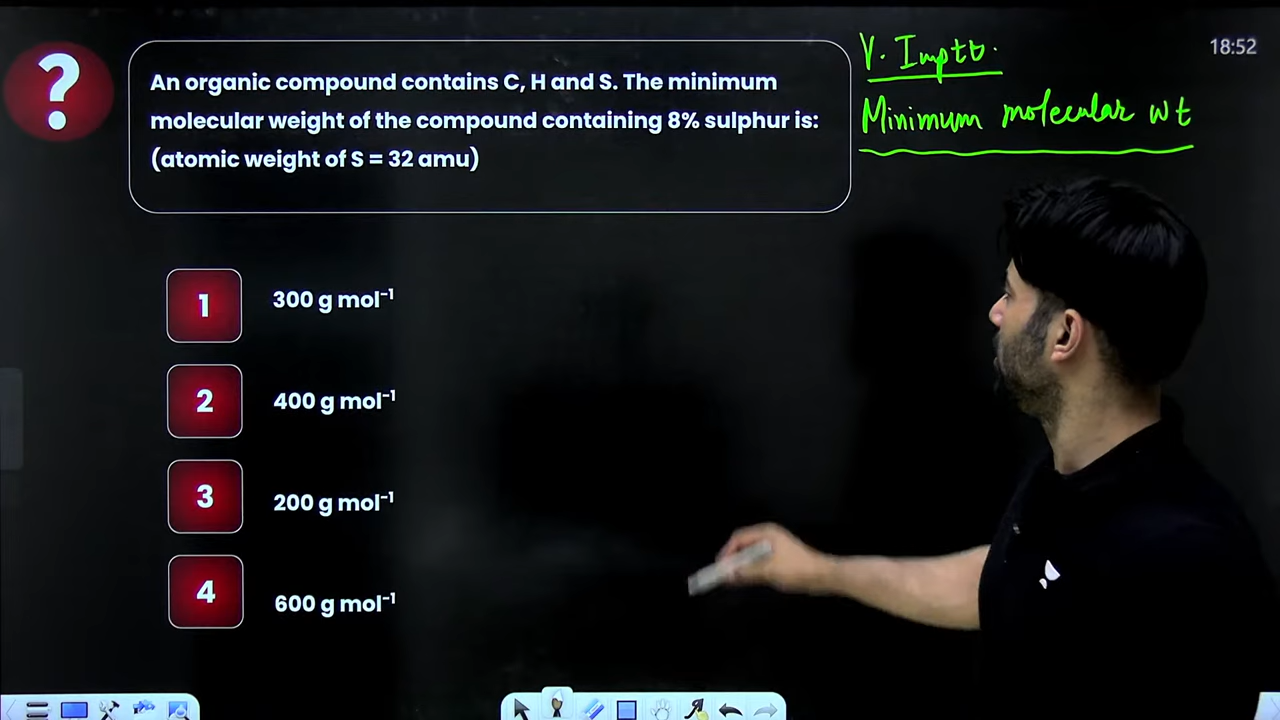 ?
An organic compound contains C, H and S. The minimum
molecular weight of the compound containing 8% sulphur is:
(atomic weight of S = 32 amu)
V. Imptt.
Minimum molecular wt
18:52
1 300 g mol⁻¹
2 400 g mol⁻¹
3 200 g mol⁻¹
4 600 g mol⁻¹